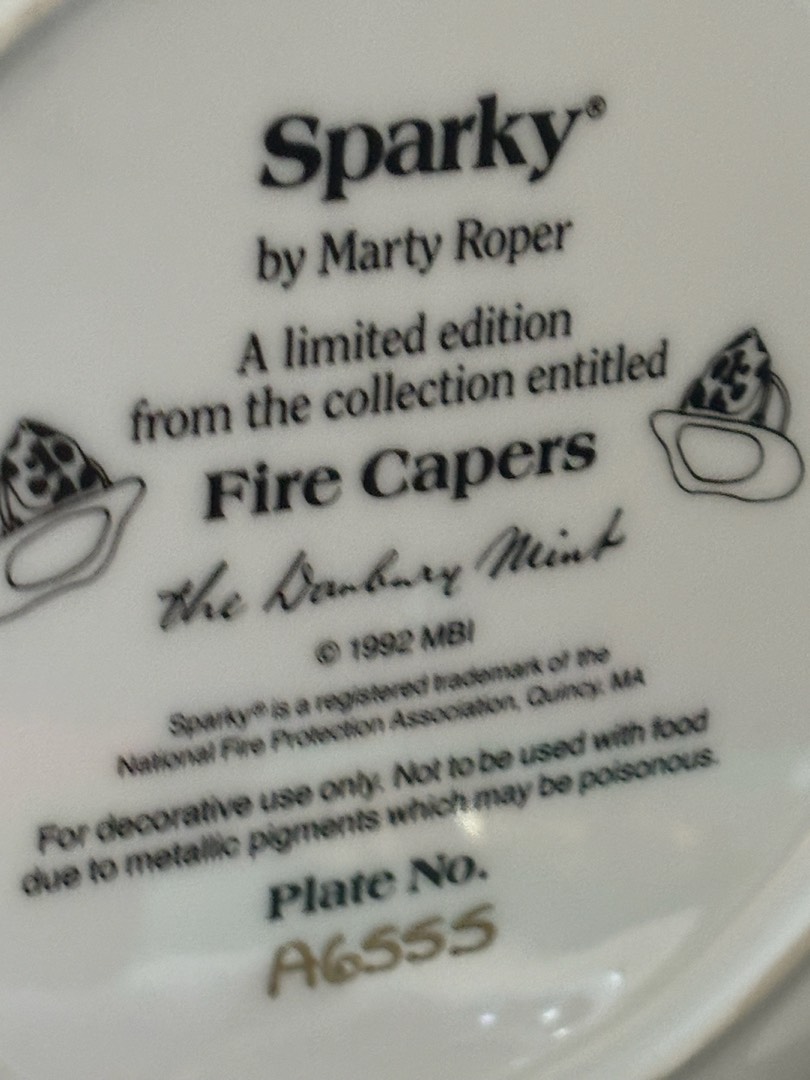 Sparky®
by Marty Roper
A limited edition
from the collection entitled
Fire Capers
The Danbury Mint
© 1992 MBI
Sparky® is a registered trademark of the
National Fire Protection Association, Quincy, MA
For decorative use only. Not to be used with food
due to metallic pigments which may be poisonous.
Plate No.
A6555